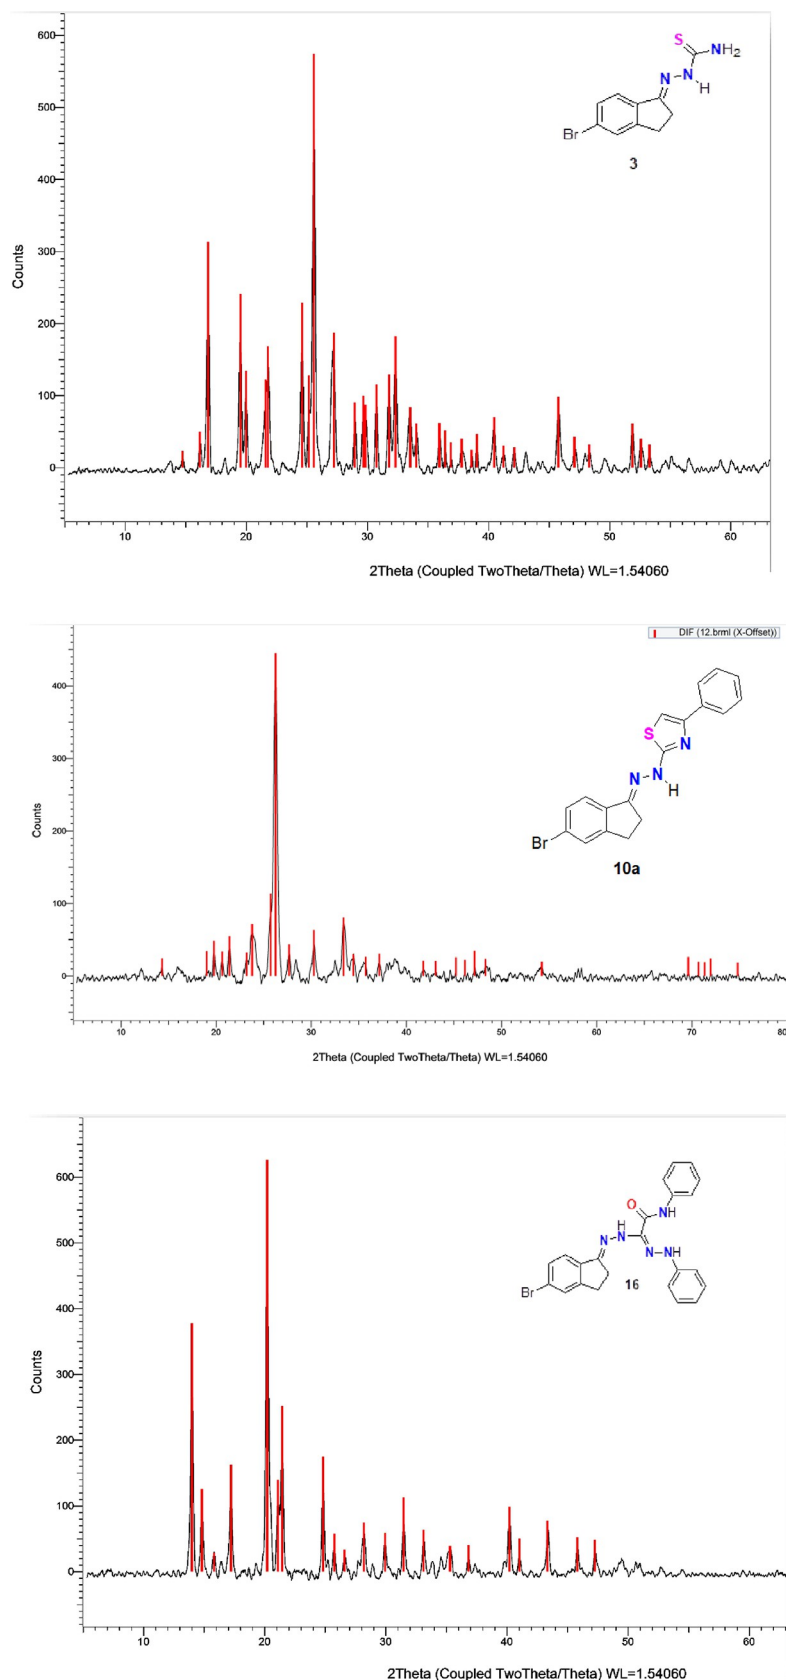 600
500
400
300
200
100
0
Counts
S
NH2
N
N
H
Br
3
10 20 30 40 50 60
2Theta (Coupled TwoTheta/Theta) WL=1.54060
DIF (12.brml (X-Offset))
400
300
200
100
0
Counts
S
N
N
N
H
Br
10a
10 20 30 40 50 60 70 80
2Theta (Coupled TwoTheta/Theta) WL=1.54060
600
500
400
300
200
100
0
Counts
O
NH
H
N
N
N
NH
Br
16
10 20 30 40 50
2Theta (Coupled TwoTheta/Theta) WL=1.54060